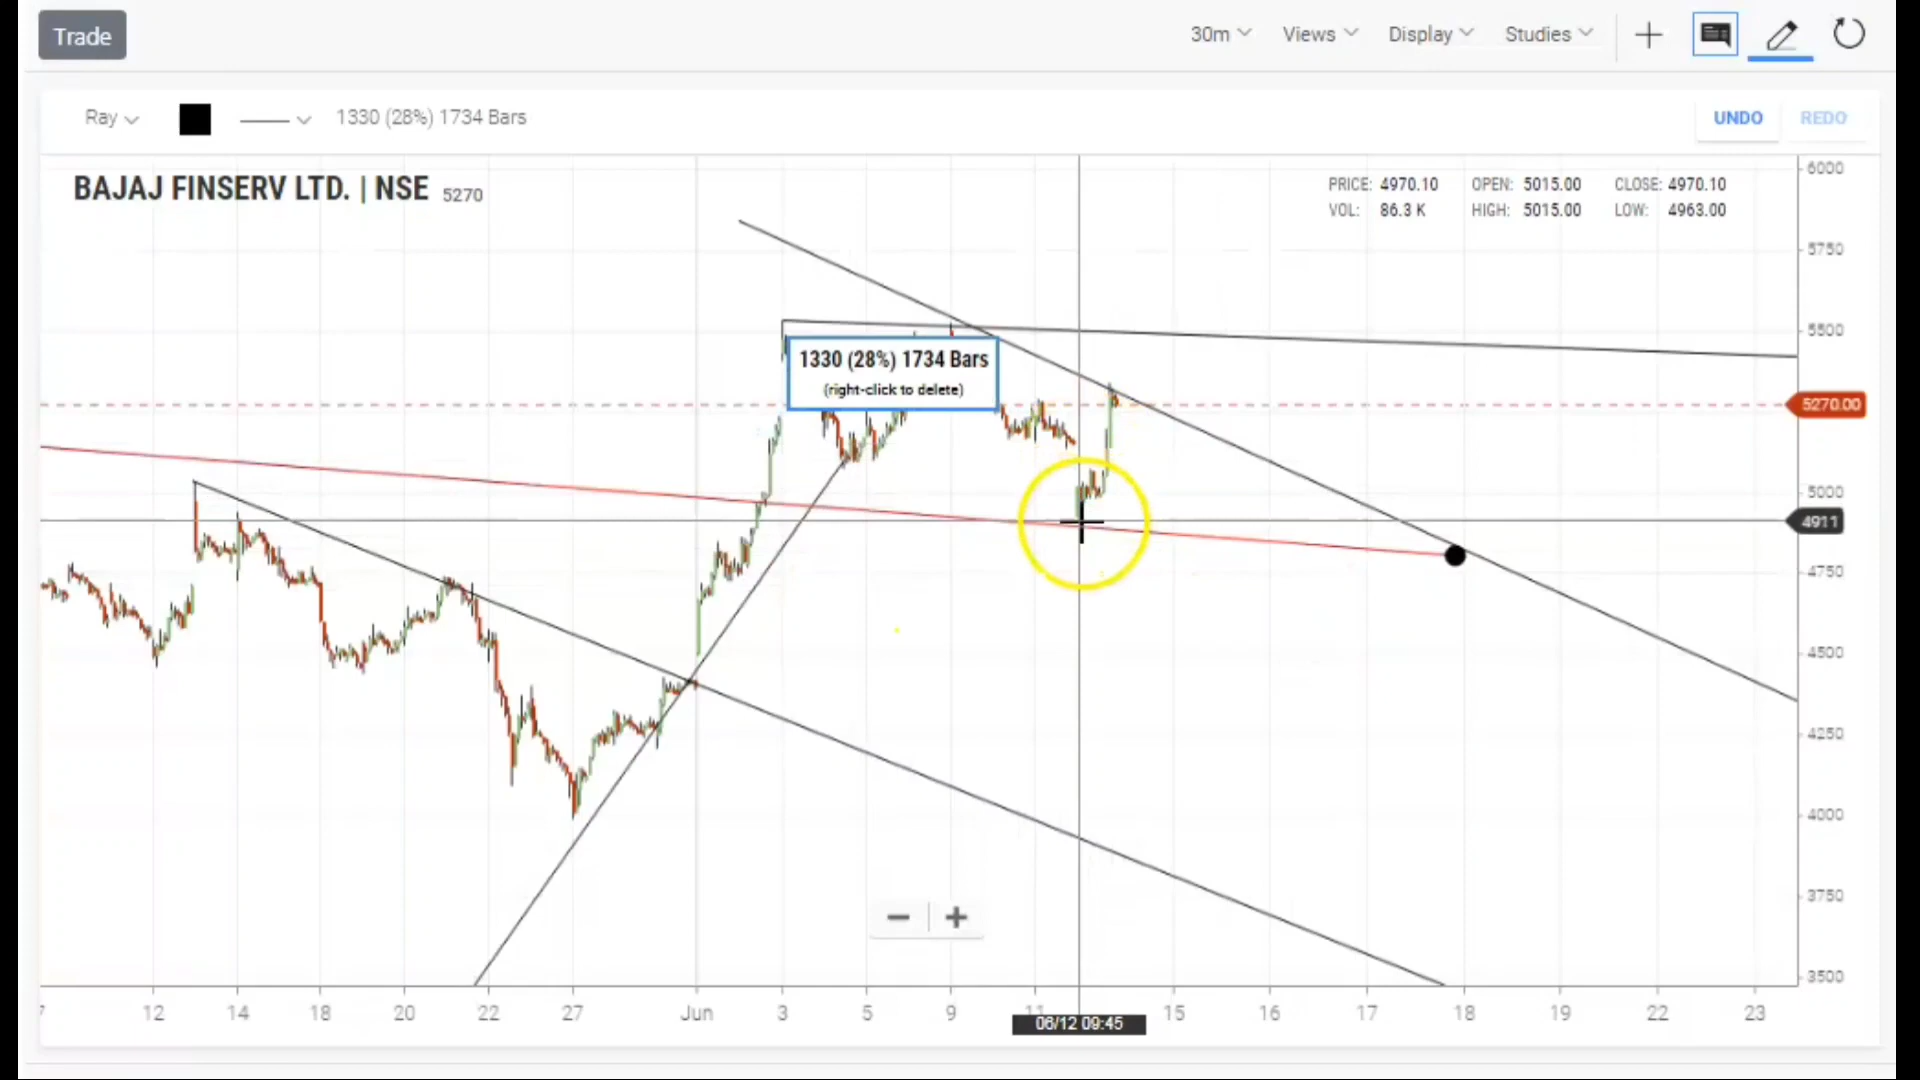 Trade
30m Views Display Studies
Ray 1330 (28%) 1734 Bars UNDO REDO
BAJAJ FINSERV LTD. | NSE 5270
PRICE: 4970.10 OPEN: 5015.00 CLOSE: 4970.10
VOL: 86.3 K HIGH: 5015.00 LOW: 4963.00
1330 (28%) 1734 Bars
(right-click to delete)
6000
5750
5500
5270.00
5000
4911
4750
4500
4250
4000
3750
3500
12 14 18 20 22 27 Jun 3 5 9 11 15 16 17 18 19 22 23
06/12 09:45